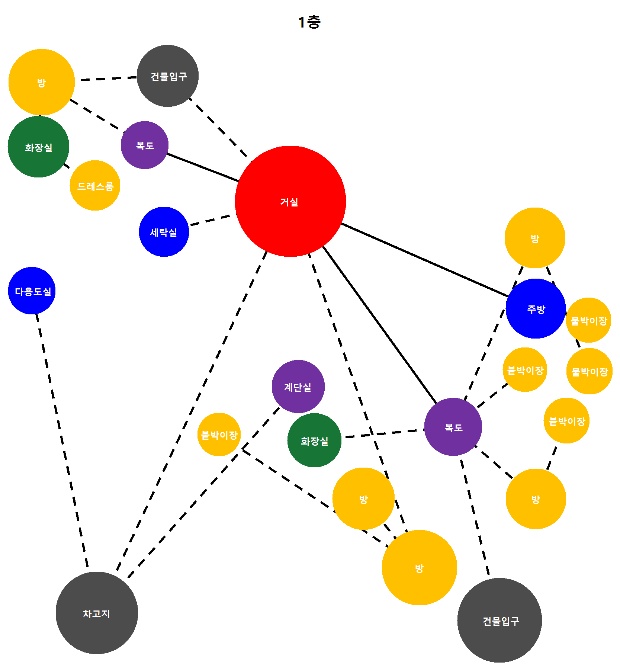 1층
방
건물입구
화장실
복도
드레스룸
거실
세탁실
방
다용도실
주방
붙박이장
붙박이장
붙박이장
계단실
붙박이장
붙박이장
화장실
복도
방
방
방
차고지
건물입구